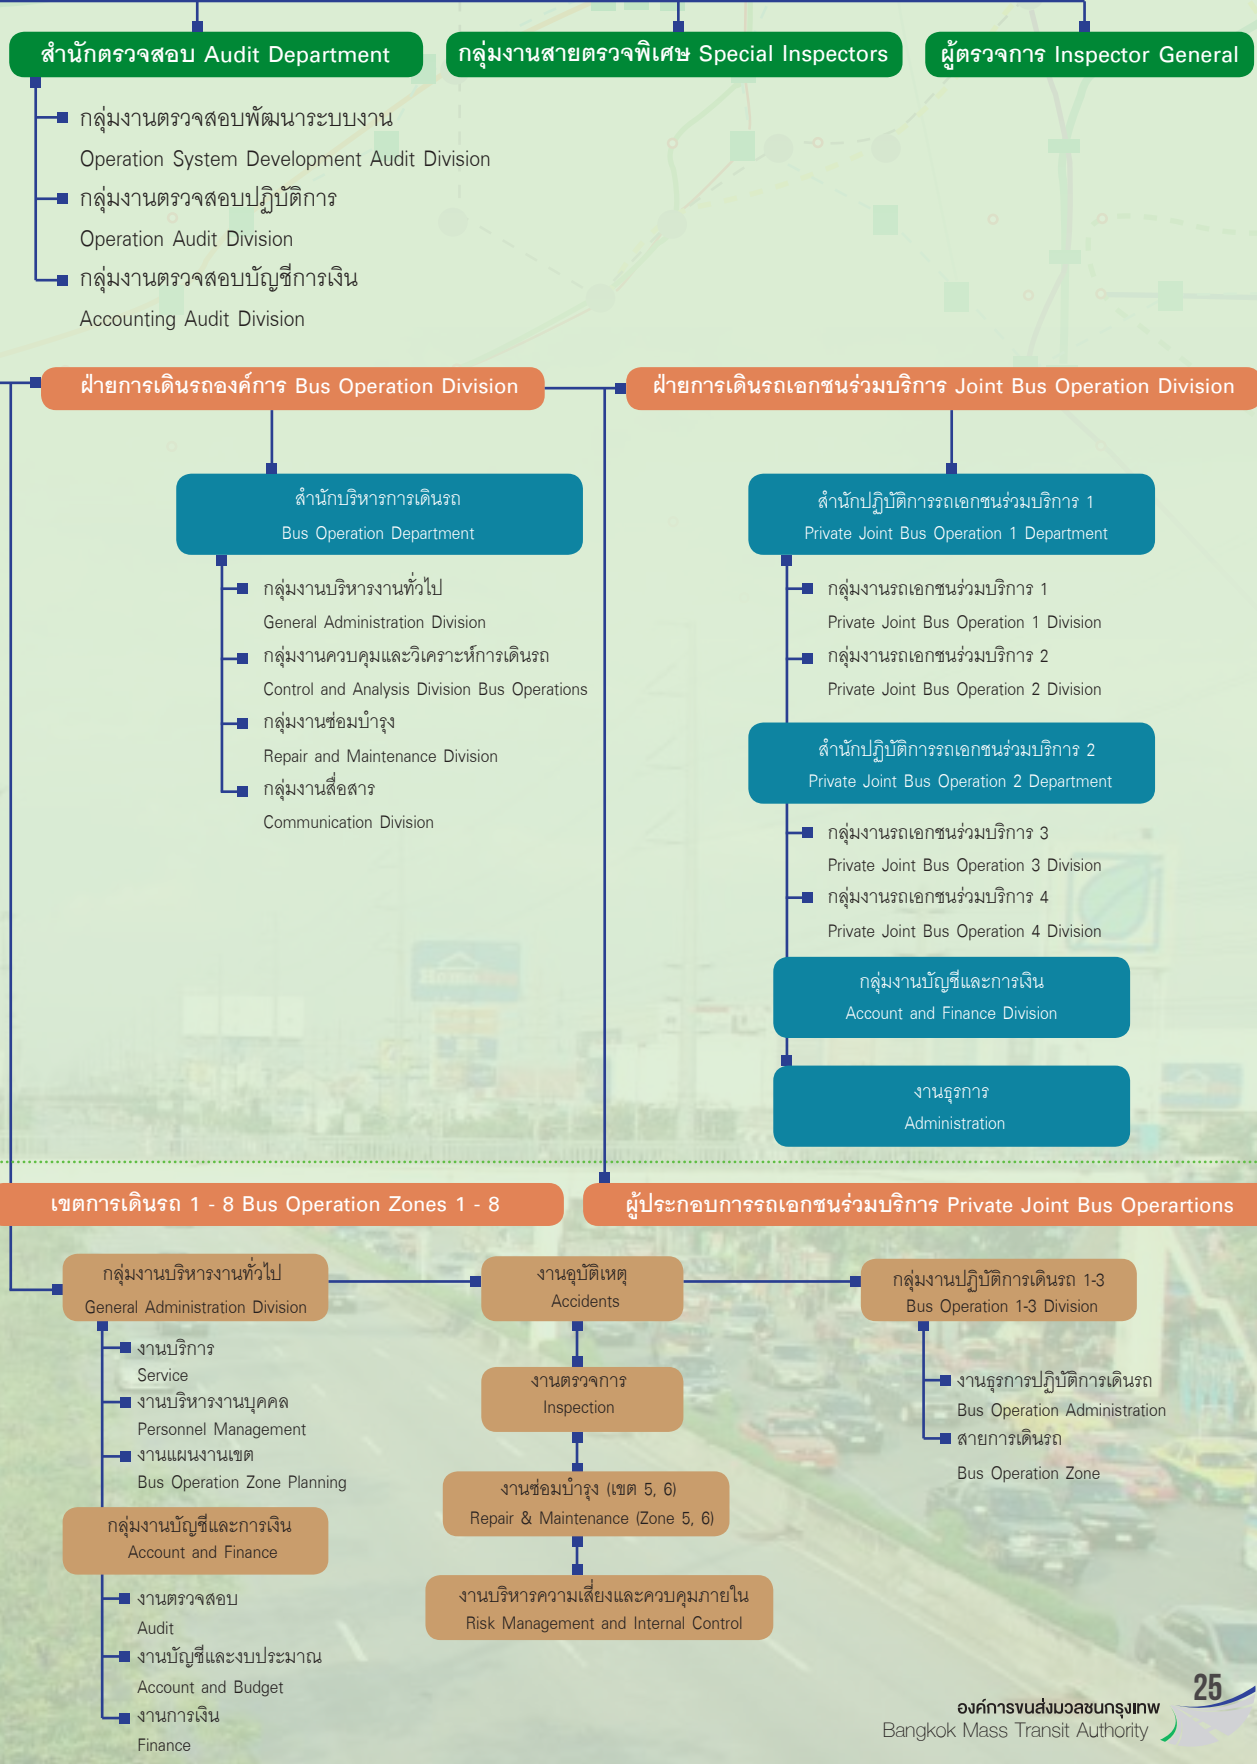 สำนักตรวจสอบ Audit Department
กลุ่มงานสายตรวจพิเศษ Special Inspectors
ผู้ตรวจการ Inspector General
กลุ่มงานตรวจสอบพัฒนาระบบงาน
Operation System Development Audit Division
กลุ่มงานตรวจสอบปฏิบัติการ
Operation Audit Division
กลุ่มงานตรวจสอบบัญชีการเงิน
Accounting Audit Division
ฝ่ายการเดินรถองค์การ Bus Operation Division
ฝ่ายการเดินรถเอกชนร่วมบริการ Joint Bus Operation Division
สำนักบริหารการเดินรถ
Bus Operation Department
กลุ่มงานบริหารงานทั่วไป
General Administration Division
กลุ่มงานควบคุมและวิเคราะห์การเดินรถ
Control and Analysis Division Bus Operations
กลุ่มงานซ่อมบำรุง
Repair and Maintenance Division
กลุ่มงานสื่อสาร
Communication Division
สำนักปฏิบัติการรถเอกชนร่วมบริการ 1
Private Joint Bus Operation 1 Department
กลุ่มงานรถเอกชนร่วมบริการ 1
Private Joint Bus Operation 1 Division
กลุ่มงานรถเอกชนร่วมบริการ 2
Private Joint Bus Operation 2 Division
สำนักปฏิบัติการรถเอกชนร่วมบริการ 2
Private Joint Bus Operation 2 Department
กลุ่มงานรถเอกชนร่วมบริการ 3
Private Joint Bus Operation 3 Division
กลุ่มงานรถเอกชนร่วมบริการ 4
Private Joint Bus Operation 4 Division
กลุ่มงานบัญชีและการเงิน
Account and Finance Division
งานธุรการ
Administration
เขตการเดินรถ 1 - 8 Bus Operation Zones 1 - 8
ผู้ประกอบการรถเอกชนร่วมบริการ Private Joint Bus Operartions
กลุ่มงานบริหารงานทั่วไป
General Administration Division
งานบริการ
Service
งานบริหารงานบุคคล
Personnel Management
งานแผนงานเขต
Bus Operation Zone Planning
กลุ่มงานบัญชีและการเงิน
Account and Finance
งานตรวจสอบ
Audit
งานบัญชีและงบประมาณ
Account and Budget
งานการเงิน
Finance
งานอุบัติเหตุ
Accidents
งานตรวจการ
Inspection
งานซ่อมบำรุง (เขต 5, 6)
Repair & Maintenance (Zone 5, 6)
งานบริหารความเสี่ยงและควบคุมภายใน
Risk Management and Internal Control
กลุ่มงานปฏิบัติการเดินรถ 1-3
Bus Operation 1-3 Division
งานธุรการปฏิบัติการเดินรถ
Bus Operation Administration
สายการเดินรถ
Bus Operation Zone
องค์การขนส่งมวลชนกรุงเทพ
Bangkok Mass Transit Authority
25